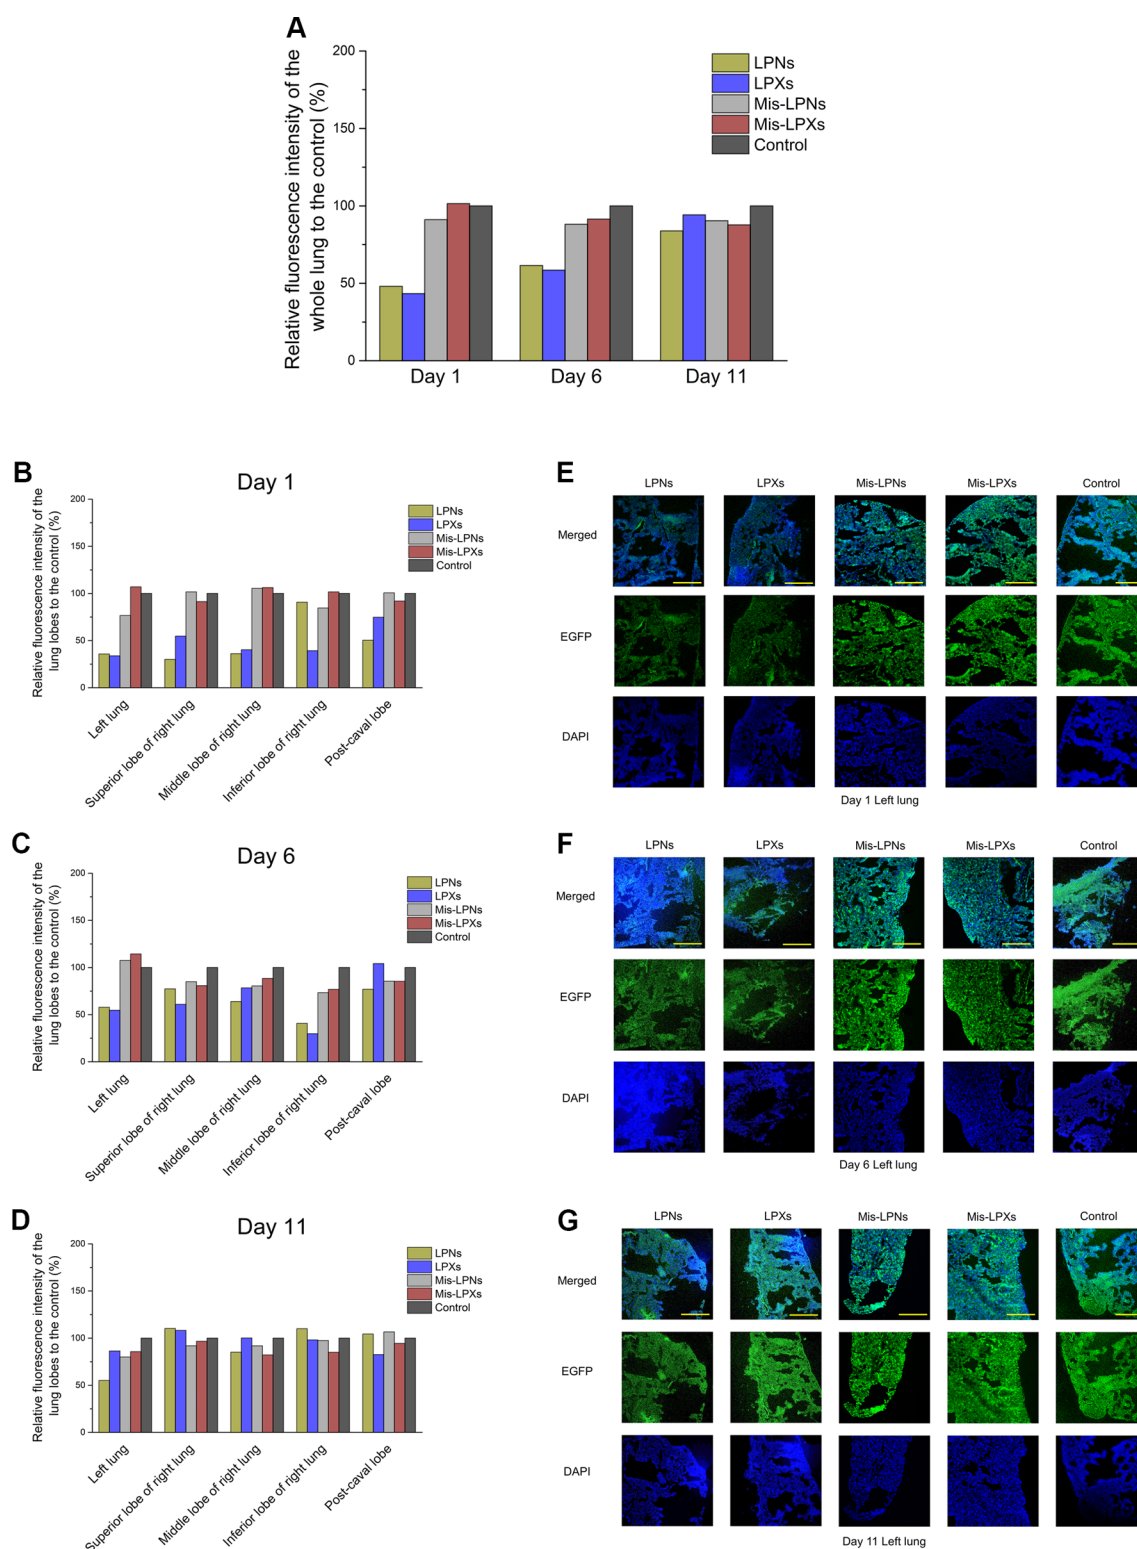 A
Relative fluorescence intensity of the
whole lung to the control (%)
200
150
100
50
0
LPNs
LPXs
Mis-LPNs
Mis-LPXs
Control
Day 1
Day 6
Day 11
B
Day 1
Relative fluorescence intensity of the
lung lobes to the control (%)
200
150
100
50
0
LPNs
LPXs
Mis-LPNs
Mis-LPXs
Control
Left lung
Superior lobe of right lung
Middle lobe of right lung
Inferior lobe of right lung
Post-caval lobe
E
LPNs
LPXs
Mis-LPNs
Mis-LPXs
Control
Merged
EGFP
DAPI
Day 1 Left lung
C
Day 6
Relative fluorescence intensity of the
lung lobes to the control (%)
200
150
100
50
0
LPNs
LPXs
Mis-LPNs
Mis-LPXs
Control
Left lung
Superior lobe of right lung
Middle lobe of right lung
Inferior lobe of right lung
Post-caval lobe
F
LPNs
LPXs
Mis-LPNs
Mis-LPXs
Control
Merged
EGFP
DAPI
Day 6 Left lung
D
Day 11
Relative fluorescence intensity of the
lung lobes to the control (%)
200
150
100
50
0
LPNs
LPXs
Mis-LPNs
Mis-LPXs
Control
Left lung
Superior lobe of right lung
Middle lobe of right lung
Inferior lobe of right lung
Post-caval lobe
G
LPNs
LPXs
Mis-LPNs
Mis-LPXs
Control
Merged
EGFP
DAPI
Day 11 Left lung